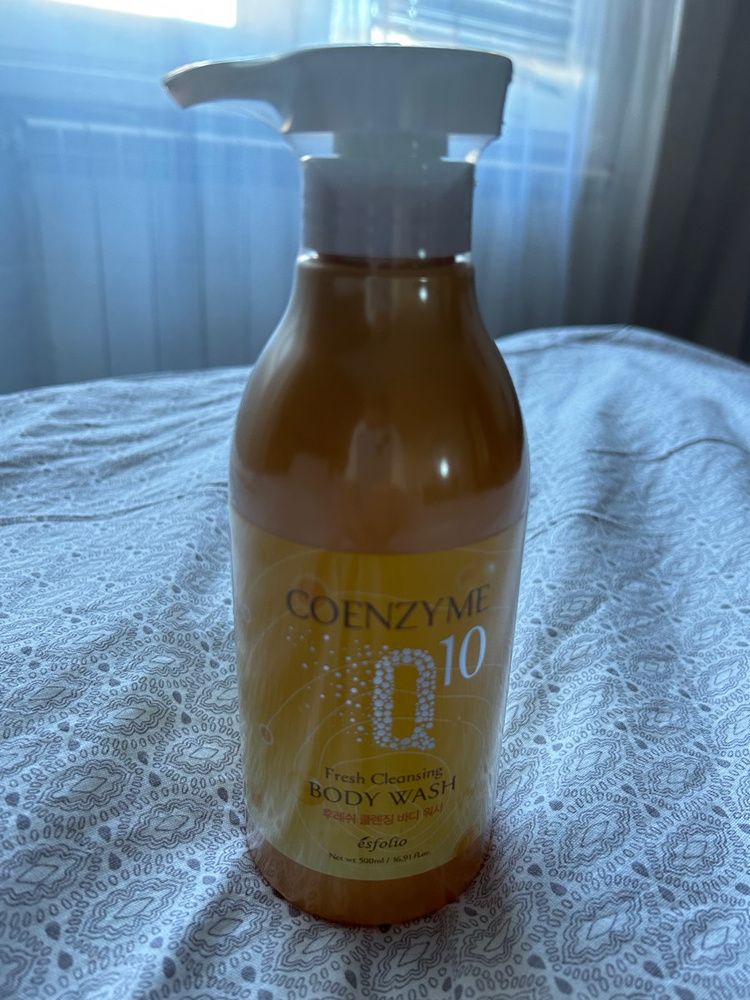 COENZYME
Q10
Fresh Cleansing
BODY WASH
후레쉬 클렌징 바디 워시
ésfolio
Net wt 500ml / 16.91 fl.oz.